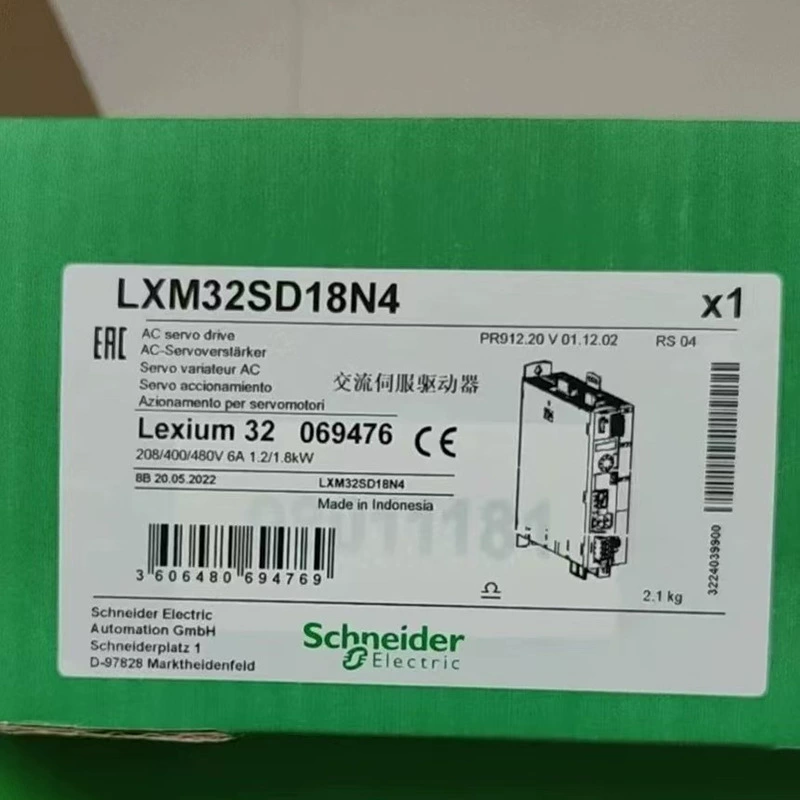 LXM32SD18N4 x1
EAC AC servo drive PR912.20 V 01.12.02 RS 04
AC-Servoverstärker
Servo variateur AC
Servo accionamiento 交流伺服驱动器
Azionamento per servomotori
Lexium 32 069476 CE
208/400/480V 6A 1.2/1.8kW
8B 20.05.2022 LXM32SD18N4
Made in Indonesia
3 606480 694769
3224039900
2.1 kg
Schneider Electric
Automation GmbH
Schneiderplatz 1
D-97828 Marktheidenfeld
Schneider
Electric